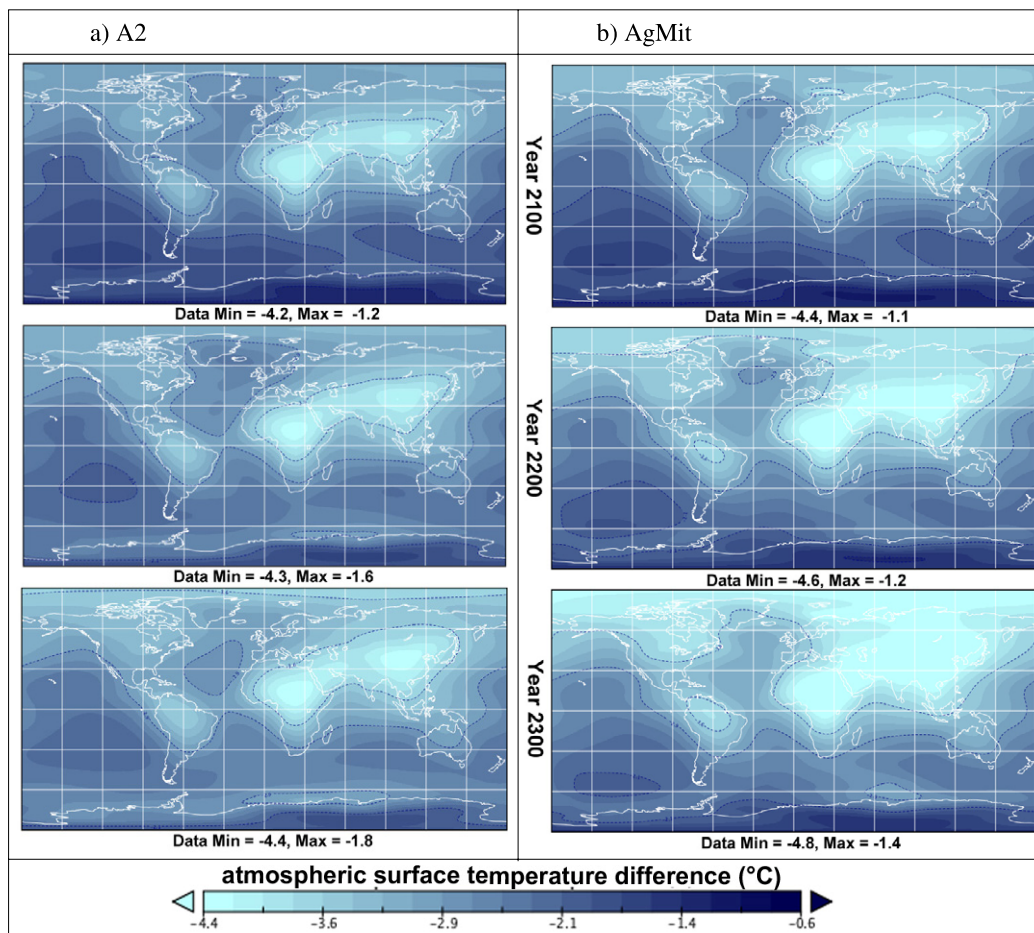 a) A2
b) AgMit
Year 2100
Data Min = -4.2, Max = -1.2
Data Min = -4.4, Max = -1.1
Year 2200
Data Min = -4.3, Max = -1.6
Data Min = -4.6, Max = -1.2
Year 2300
Data Min = -4.4, Max = -1.8
Data Min = -4.8, Max = -1.4
atmospheric surface temperature difference (°C)
-4.4 -3.6 -2.9 -2.1 -1.4 -0.6